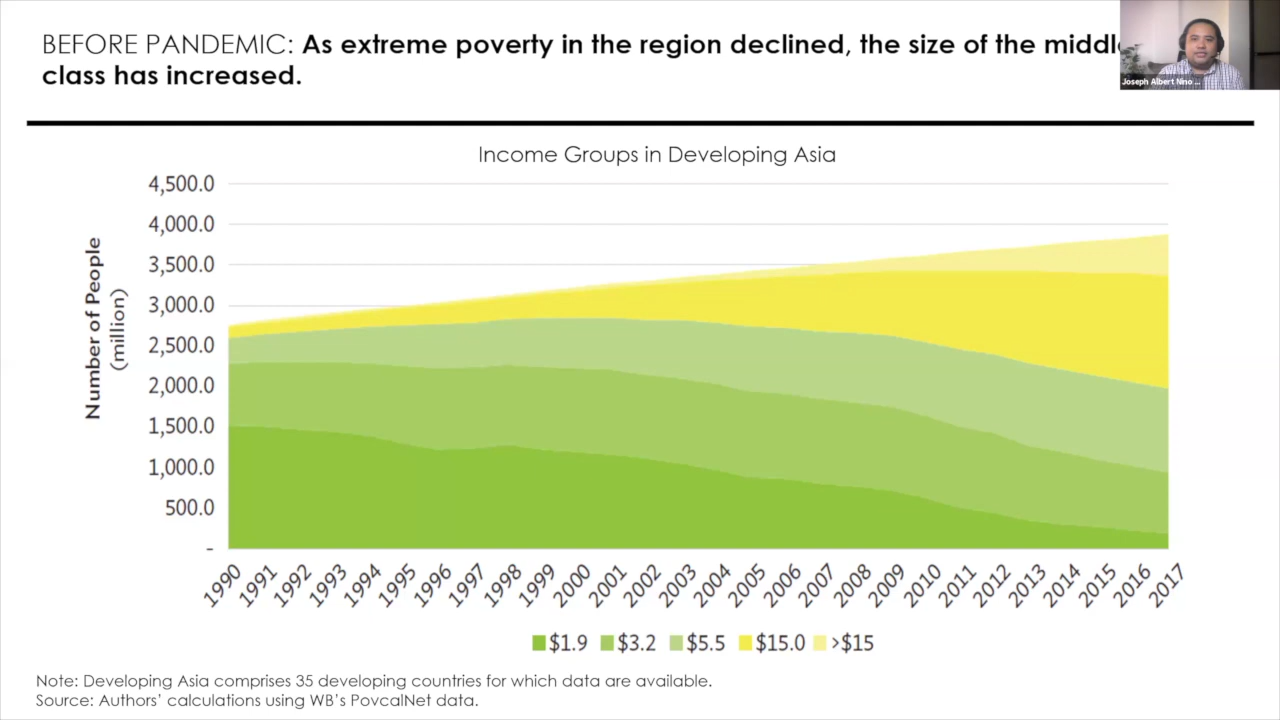 BEFORE PANDEMIC: As extreme poverty in the region declined, the size of the middle
class has increased.
Joseph Albert Nino ...
Income Groups in Developing Asia
Number of People
(million)
4,500.0
4,000.0
3,500.0
3,000.0
2,500.0
2,000.0
1,500.0
1,000.0
500.0
-
1990 1991 1992 1993 1994 1995 1996 1997 1998 1999 2000 2001 2002 2003 2004 2005 2006 2007 2008 2009 2010 2011 2012 2013 2014 2015 2016 2017
$1.9 $3.2 $5.5 $15.0 >$15
Note: Developing Asia comprises 35 developing countries for which data are available.
Source: Authors’ calculations using WB’s PovcalNet data.